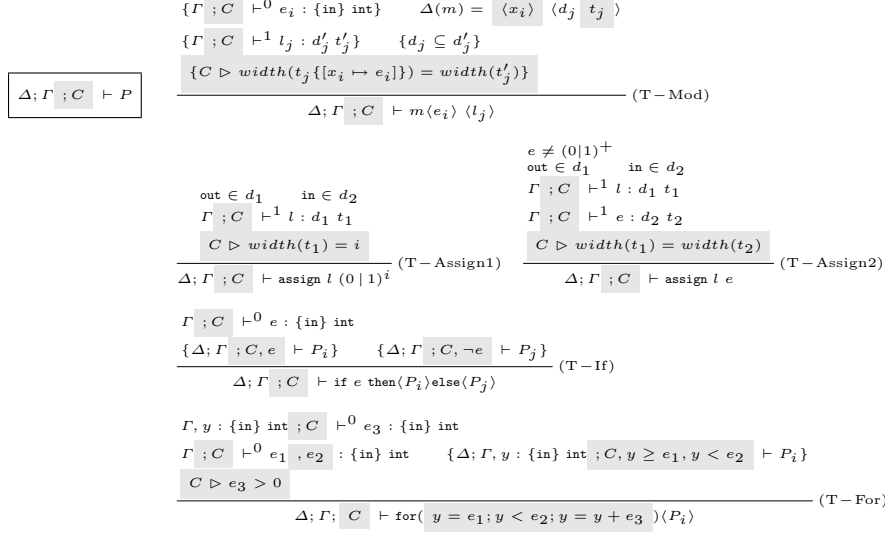 {Γ ; C ⊢⁰ eᵢ : {in} int} Δ(m) = ⟨xᵢ⟩ ⟨dⱼ tⱼ⟩
{Γ ; C ⊢¹ lⱼ : d′ⱼ t′ⱼ} {dⱼ ⊆ d′ⱼ}
{C ▷ width(tⱼ{[xᵢ ↦ eᵢ]}) = width(t′ⱼ)}
Δ; Γ ; C ⊢ P
(T−Mod)
Δ; Γ ; C ⊢ m⟨eᵢ⟩ ⟨lⱼ⟩
out ∈ d₁ in ∈ d₂
Γ ; C ⊢¹ l : d₁ t₁
C ▷ width(t₁) = i
(T−Assign1)
Δ; Γ ; C ⊢ assign l (0 | 1)ⁱ
e ≠ (0|1)⁺
out ∈ d₁ in ∈ d₂
Γ ; C ⊢¹ l : d₁ t₁
Γ ; C ⊢¹ e : d₂ t₂
C ▷ width(t₁) = width(t₂)
(T−Assign2)
Δ; Γ ; C ⊢ assign l e
Γ ; C ⊢⁰ e : {in} int
{Δ; Γ ; C, e ⊢ Pᵢ} {Δ; Γ ; C, ¬e ⊢ Pⱼ}
(T−If)
Δ; Γ ; C ⊢ if e then⟨Pᵢ⟩else⟨Pⱼ⟩
Γ, y : {in} int ; C ⊢⁰ e₃ : {in} int
Γ ; C ⊢⁰ e₁ , e₂ : {in} int {Δ; Γ, y : {in} int ; C, y ≥ e₁, y < e₂ ⊢ Pᵢ}
C ▷ e₃ > 0
(T−For)
Δ; Γ; C ⊢ for( y = e₁; y < e₂; y = y + e₃ )⟨Pᵢ⟩